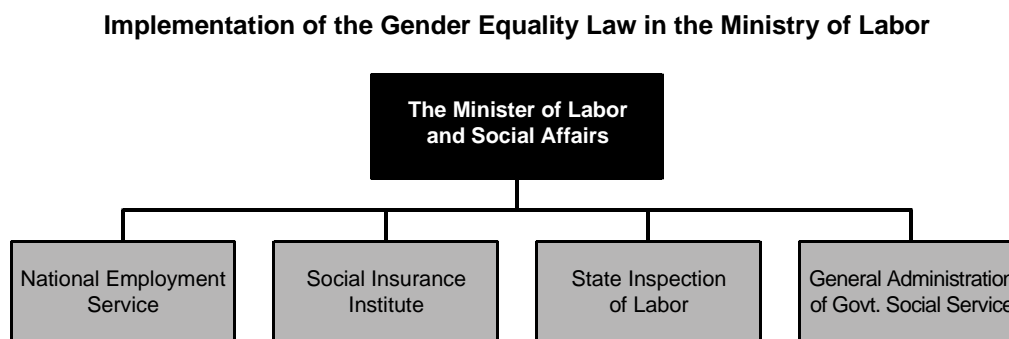 Implementation of the Gender Equality Law in the Ministry of Labor
The Minister of Labor
and Social Affairs
National Employment
Service
Social Insurance
Institute
State Inspection
of Labor
General Administration
of Govt. Social Service